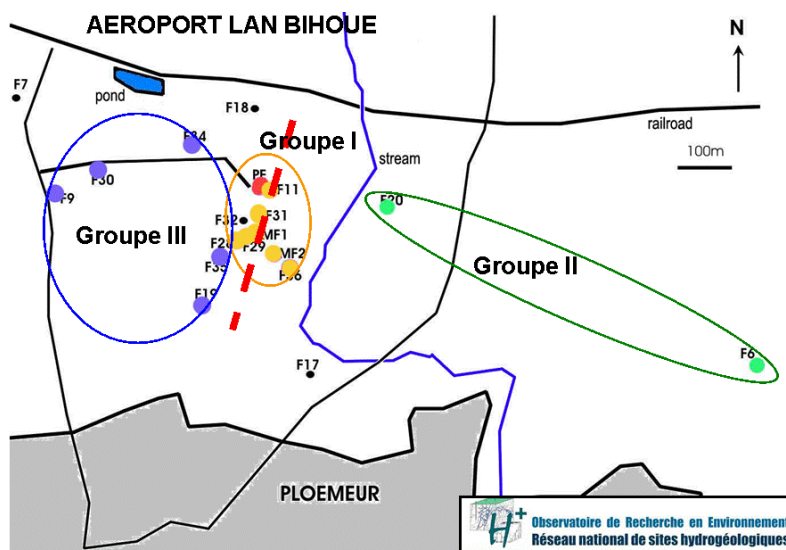 AEROPORT LAN BIHOUE
N
F7
pond
F18
railroad
100m
F34
Groupe I
stream
F30
PE
F11
F9
F20
F32
F31
Groupe III
MF1
F29
MF2
Groupe II
F35
F36
F19
F6
F17
PLOEMEUR
H+
Observatoire de Recherche en Environnement
Réseau national de sites hydrogéologiques